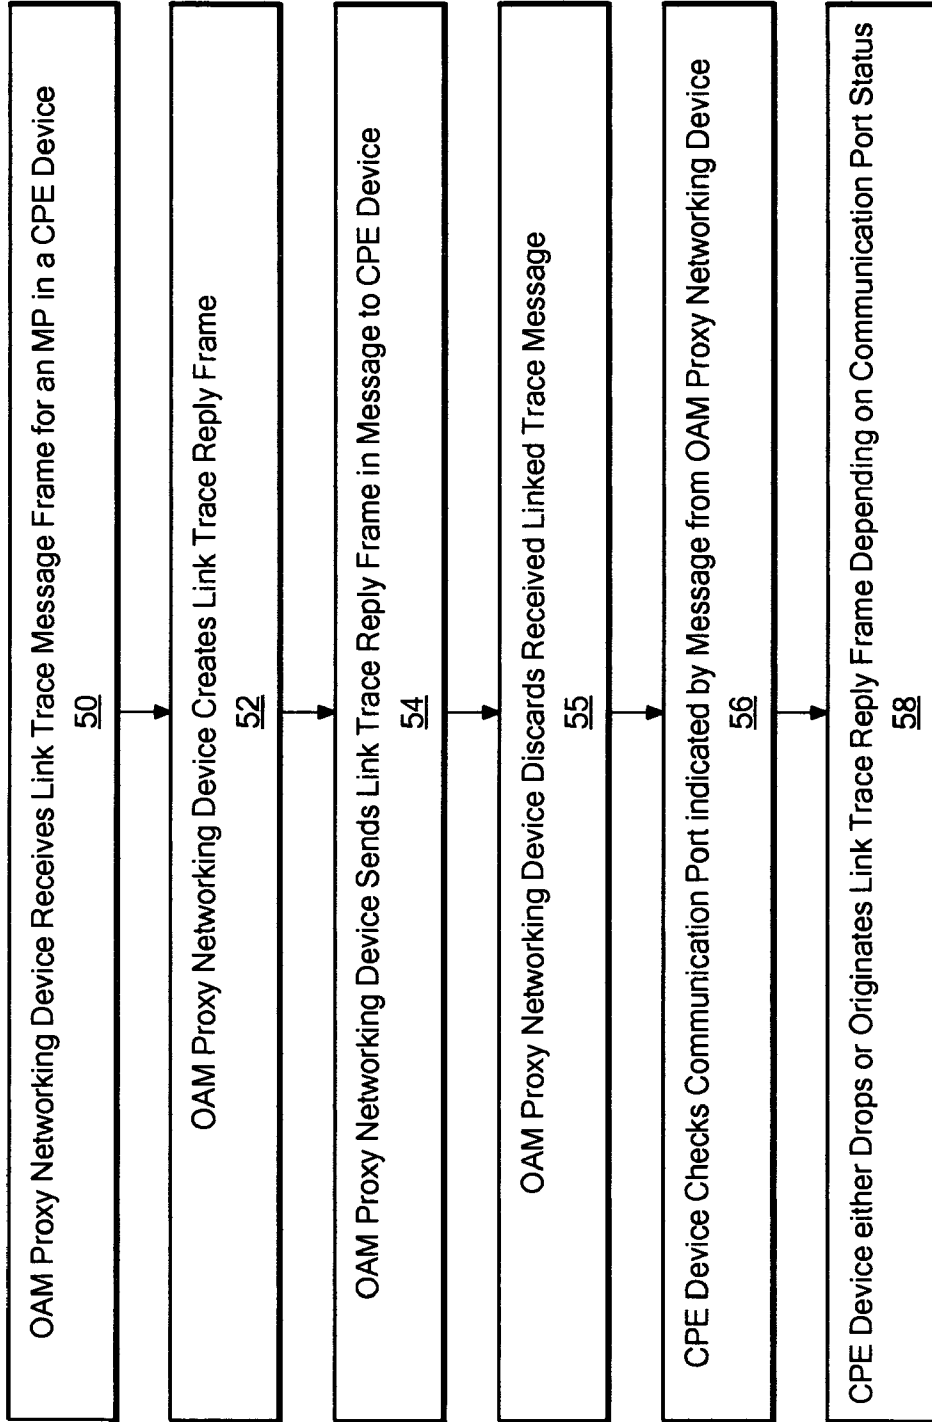 OAM Proxy Networking Device Receives Link Trace Message Frame for an MP in a CPE Device
50
OAM Proxy Networking Device Creates Link Trace Reply Frame
52
OAM Proxy Networking Device Sends Link Trace Reply Frame in Message to CPE Device
54
OAM Proxy Networking Device Discards Received Linked Trace Message
55
CPE Device Checks Communication Port indicated by Message from OAM Proxy Networking Device
56
CPE Device either Drops or Originates Link Trace Reply Frame Depending on Communication Port Status
58